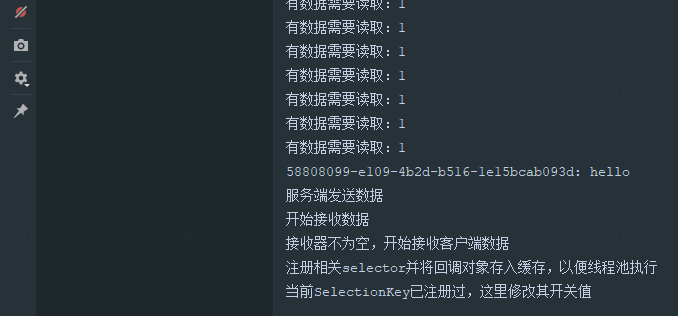 有数据需要读取：1
有数据需要读取：1
有数据需要读取：1
有数据需要读取：1
有数据需要读取：1
有数据需要读取：1
有数据需要读取：1
58808099-e109-4b2d-b516-1e15bcab093d: hello
服务端发送数据
开始接收数据
接收器不为空，开始接收客户端数据
注册相关selector并将回调对象存入缓存，以便线程池执行
当前SelectionKey已注册过，这里修改其开关值